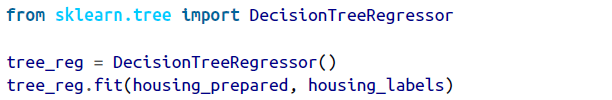 from sklearn.tree import DecisionTreeRegressor
tree_reg = DecisionTreeRegressor()
tree_reg.fit(housing_prepared, housing_labels)